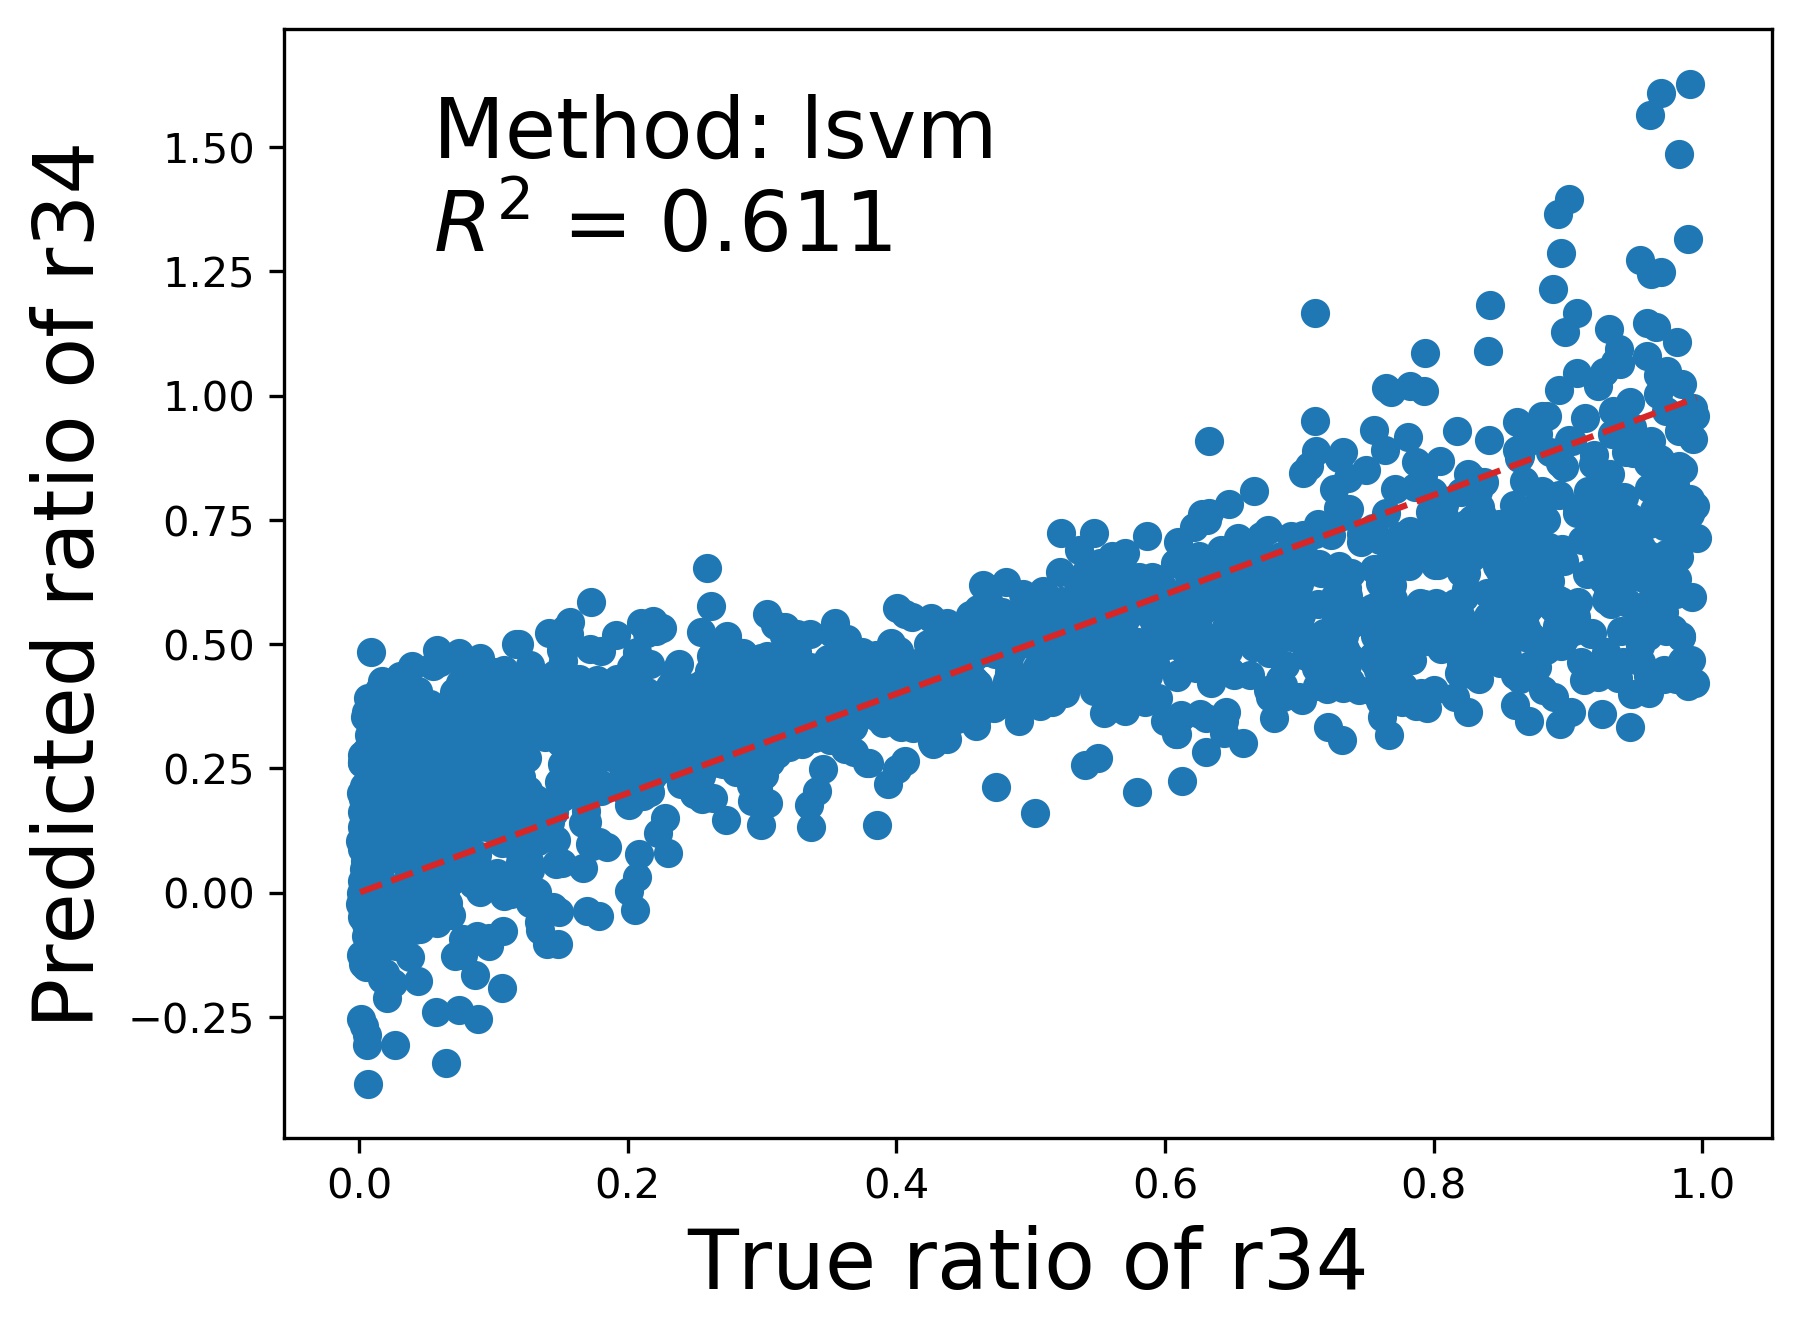 Method: lsvm
R² = 0.611
Predicted ratio of r34
1.50
1.25
1.00
0.75
0.50
0.25
0.00
−0.25
0.0 0.2 0.4 0.6 0.8 1.0
True ratio of r34